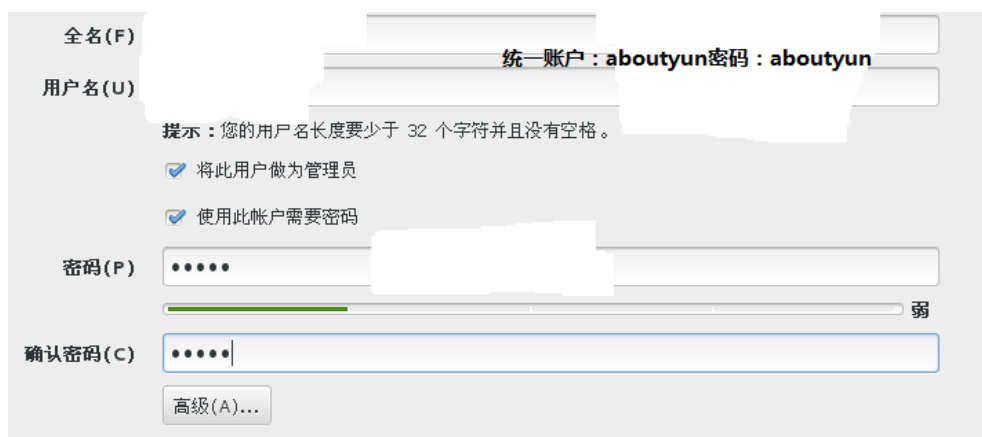 全名(F)
统一账户：aboutyun密码：aboutyun
用户名(U)
提示：您的用户名长度要少于 32 个字符并且没有空格。
将此用户做为管理员
使用此帐户需要密码
密码(P) •••••
弱
确认密码(C) •••••
高级(A)...